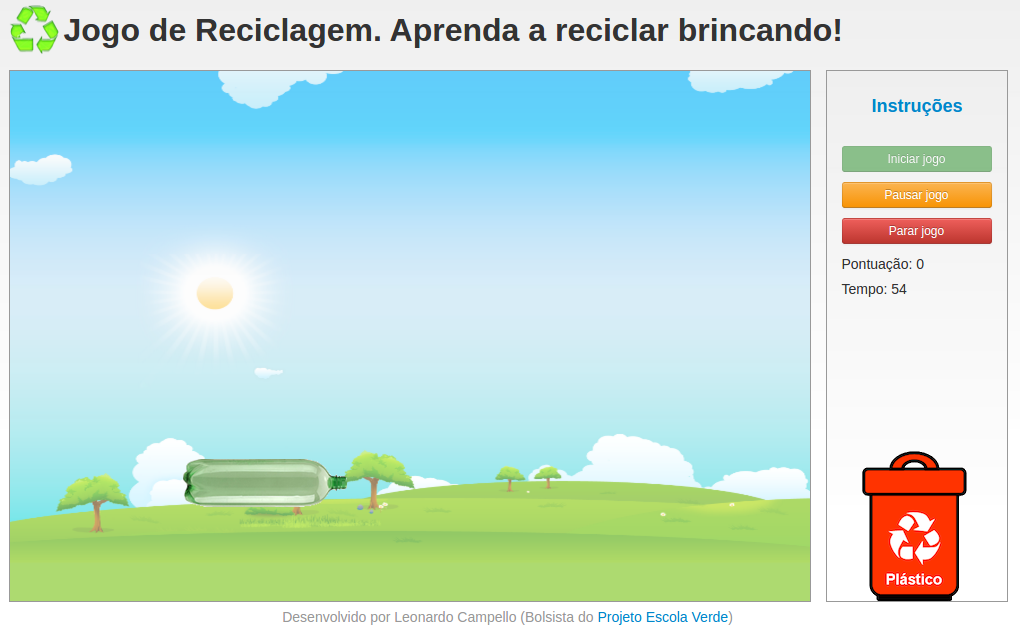 Jogo de Reciclagem. Aprenda a reciclar brincando!
Instruções
Iniciar jogo
Pausar jogo
Parar jogo
Pontuação: 0
Tempo: 54
Plástico
Desenvolvido por Leonardo Campello (Bolsista do Projeto Escola Verde)